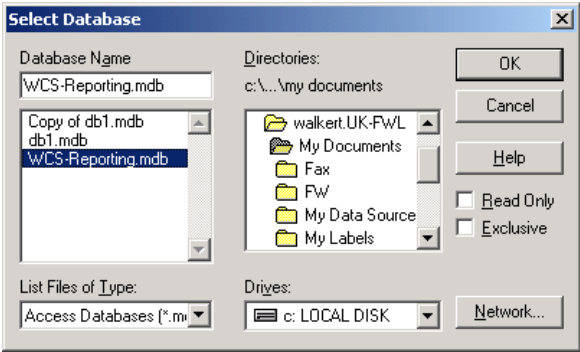 Select Database
Database Name
WCS-Reporting.mdb
Copy of db1.mdb
db1.mdb
WCS-Reporting.mdb
List Files of Type:
Access Databases (*.m
Directories:
c:\...\my documents
walkert.UK-FWL
My Documents
Fax
FW
My Data Source
My Labels
Drives:
c: LOCAL DISK
OK
Cancel
Help
Read Only
Exclusive
Network...